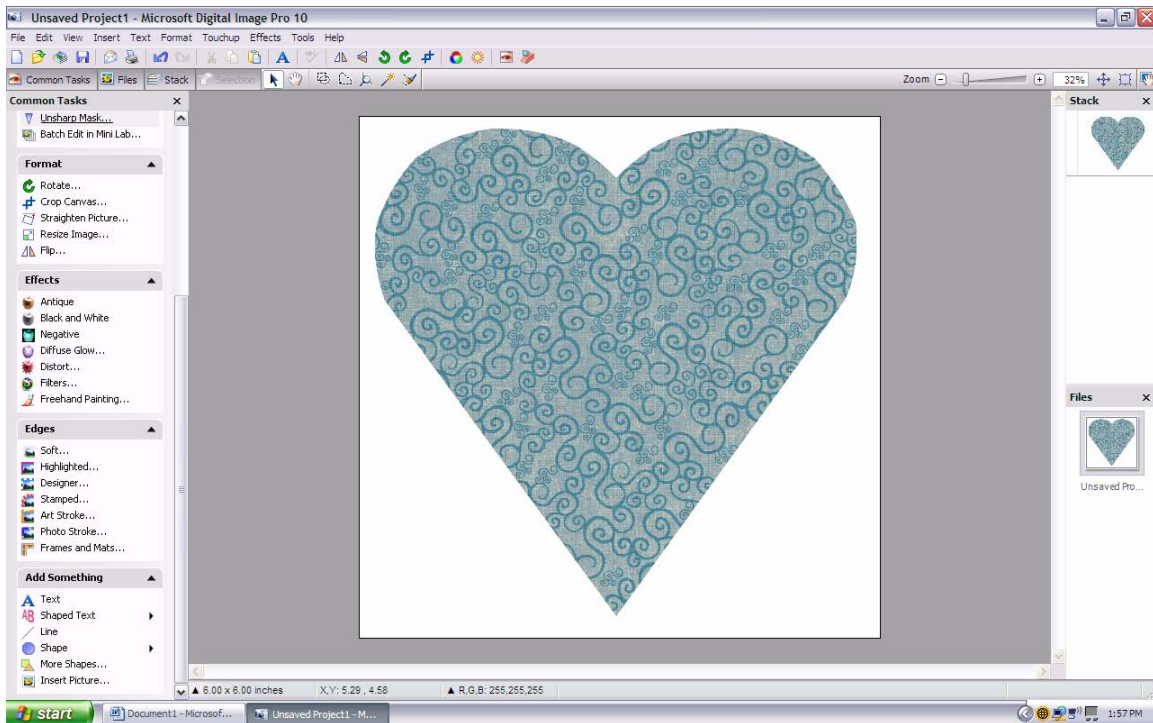 Unsaved Project1 - Microsoft Digital Image Pro 10
File Edit View Insert Text Format Touchup Effects Tools Help
Common Tasks Files Stack Selection Zoom 32%
Common Tasks
Unsharp Mask...
Batch Edit in Mini Lab...
Format
Rotate...
Crop Canvas...
Straighten Picture...
Resize Image...
Flip...
Effects
Antique
Black and White
Negative
Diffuse Glow...
Distort...
Filters...
Freehand Painting...
Edges
Soft...
Highlighted...
Designer...
Stamped...
Art Stroke...
Photo Stroke...
Frames and Mats...
Add Something
Text
Shaped Text
Line
Shape
More Shapes...
Insert Picture...
Stack
Files
Unsaved Pro...
6.00 x 6.00 inches X,Y: 5.29 , 4.58 R,G,B: 255,255,255
start Document1 - Microsof... Unsaved Project1 - M... 1:57 PM